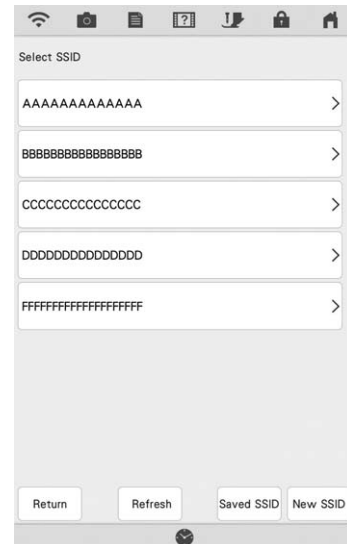 Select SSID
AAAAAAAAAAAAA
BBBBBBBBBBBBBBBBB
CCCCCCCCCCCCCCC
DDDDDDDDDDDDDDD
FFFFFFFFFFFFFFFFFFFF
Return Refresh Saved SSID New SSID